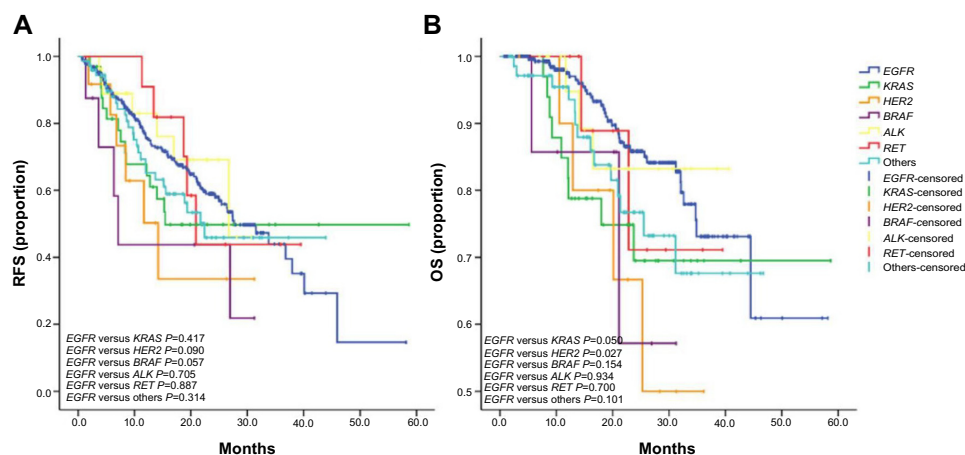 A
B
RFS (proportion)
1.0
0.8
0.6
0.4
0.2
0.0
EGFR versus KRAS P=0.417
EGFR versus HER2 P=0.090
EGFR versus BRAF P=0.057
EGFR versus ALK P=0.705
EGFR versus RET P=0.887
EGFR versus others P=0.314
0.0 10.0 20.0 30.0 40.0 50.0 60.0
Months
OS (proportion)
1.0
0.9
0.8
0.7
0.6
0.5
EGFR versus KRAS P=0.050
EGFR versus HER2 P=0.027
EGFR versus BRAF P=0.154
EGFR versus ALK P=0.934
EGFR versus RET P=0.700
EGFR versus others P=0.101
0.0 10.0 20.0 30.0 40.0 50.0 60.0
Months
EGFR
KRAS
HER2
BRAF
ALK
RET
Others
EGFR-censored
KRAS-censored
HER2-censored
BRAF-censored
ALK-censored
RET-censored
Others-censored